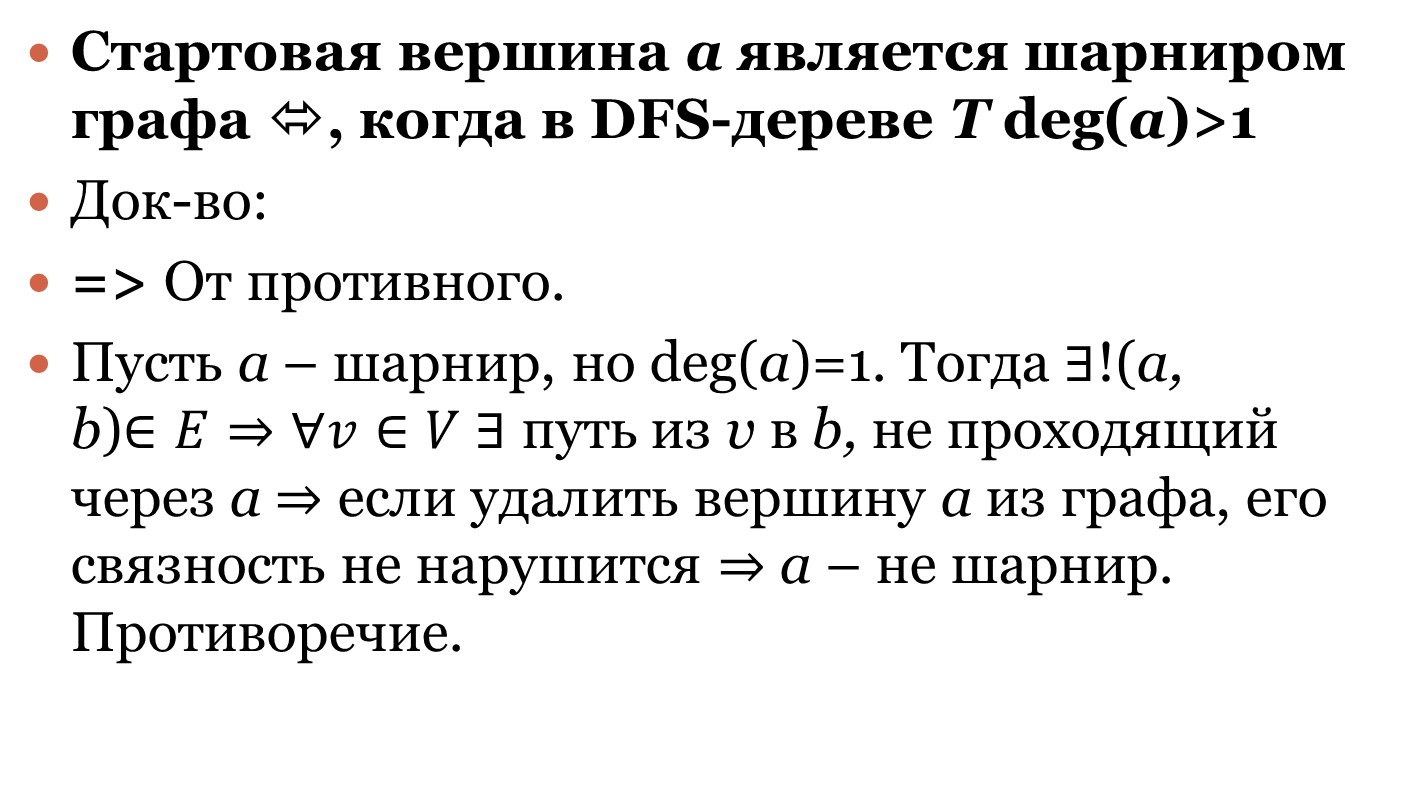 • Стартовая вершина a является шарниром
графа ⇔, когда в DFS-дереве T deg(a)>1
• Док-во:
• => От противного.
• Пусть a – шарнир, но deg(a)=1. Тогда ∃!(a,
b)∈ E ⇒ ∀v ∈ V ∃ путь из v в b, не проходящий
через a ⇒ если удалить вершину a из графа, его
связность не нарушится ⇒ a – не шарнир.
Противоречие.